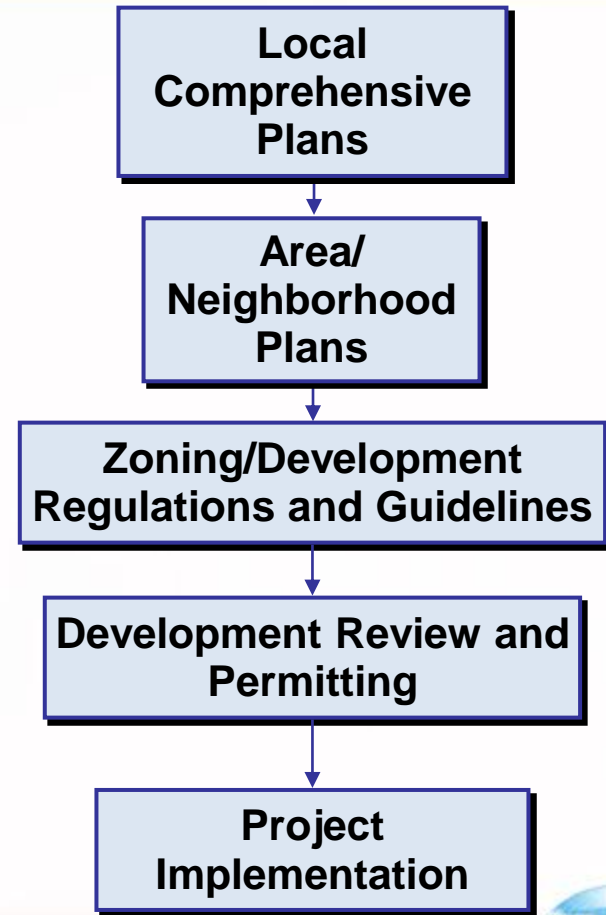 Local
Comprehensive
Plans
Area/
Neighborhood
Plans
Zoning/Development
Regulations and Guidelines
Development Review and
Permitting
Project
Implementation